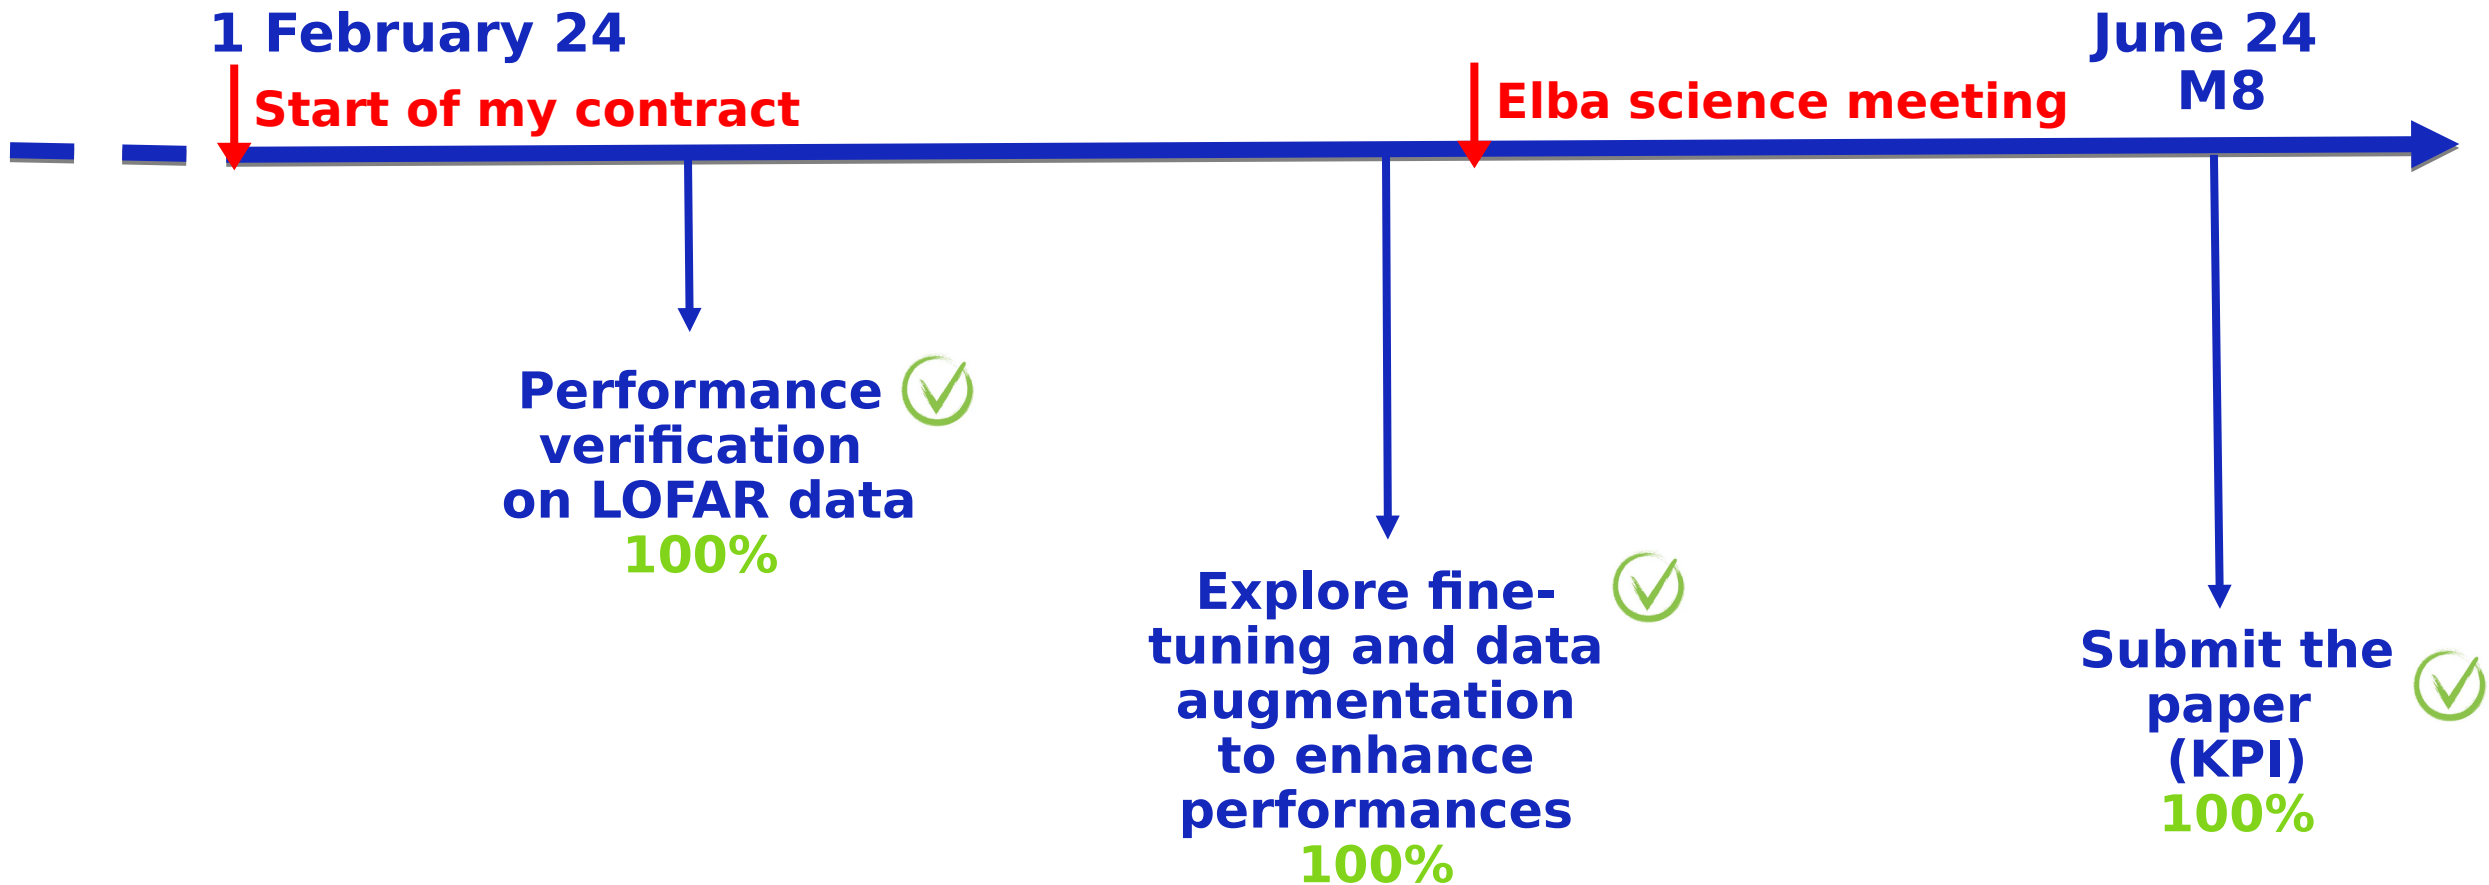 1 February 24
Start of my contract
Elba science meeting
June 24
M8
Performance
verification
on LOFAR data
100%
Explore fine-
tuning and data
augmentation
to enhance
performances
100%
Submit the
paper
(KPI)
100%